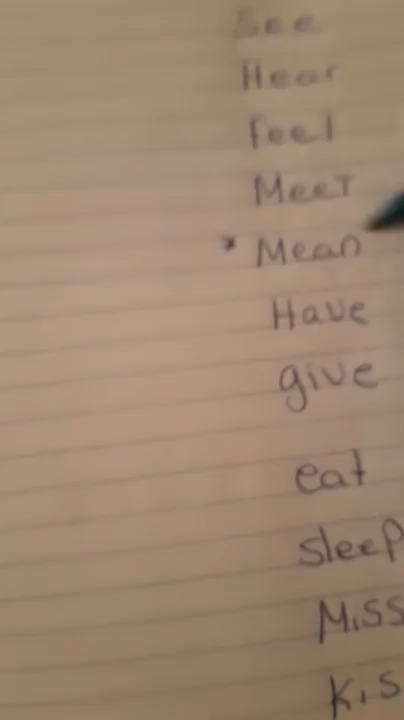 See
Hear
Feel
Meet
* Mean
Have
give
eat
sleep
Miss
Kis